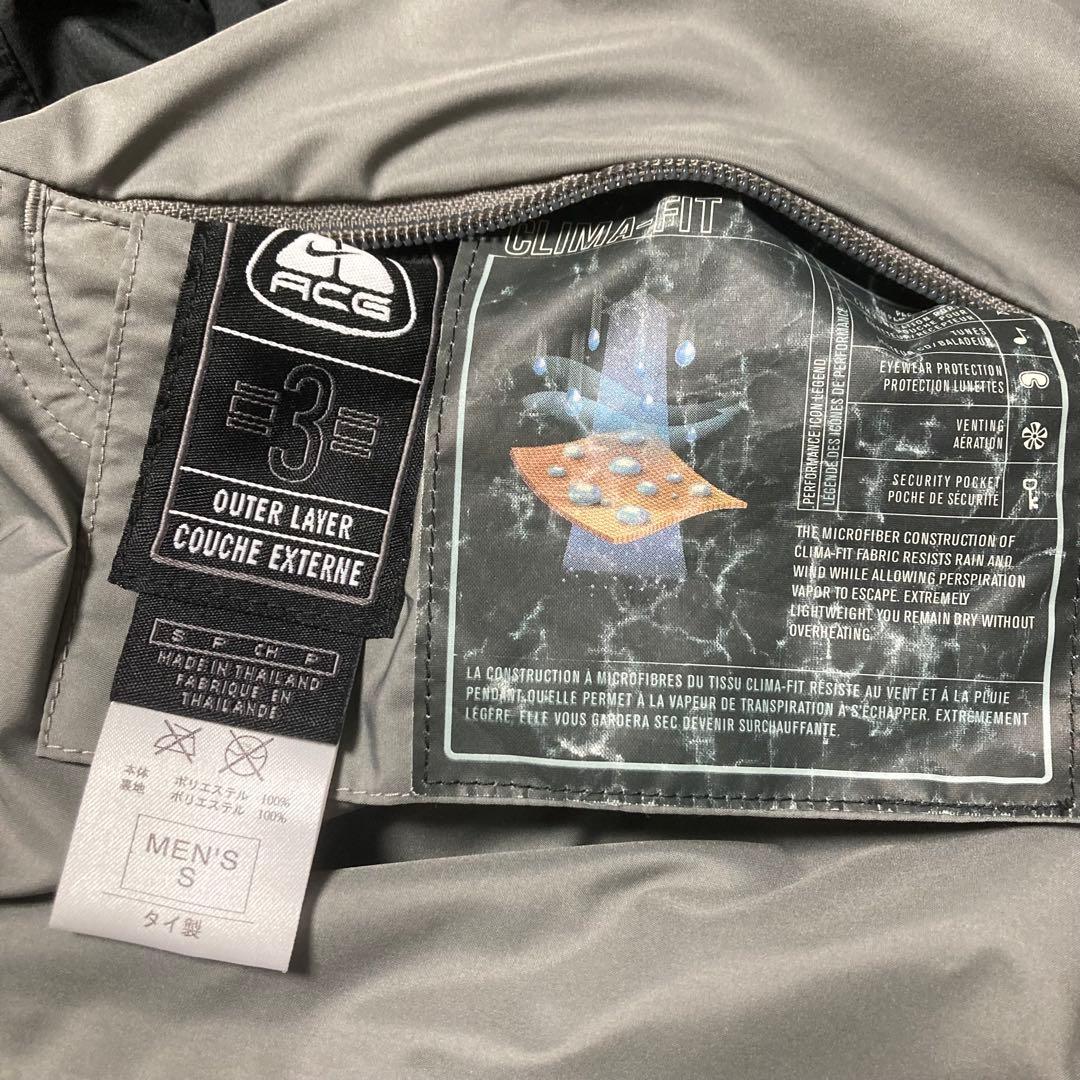 ACG
3
OUTER LAYER
COUCHE EXTERNE
S P CH P
MADE IN THAILAND
FABRIQUE EN
THAILANDE
本体 ポリエステル 100%
裏地 ポリエステル 100%
MEN'S
S
タイ製
CLIMA-FIT
PERFORMANCE ICON LEGEND
LÉGENDE DES ICONES DE PERFORMANCE
TUNES
EYEWEAR PROTECTION
PROTECTION LUNETTES
VENTING
AÉRATION
SECURITY POCKET
POCHE DE SÉCURITÉ
THE MICROFIBER CONSTRUCTION OF
CLIMA-FIT FABRIC RESISTS RAIN AND
WIND WHILE ALLOWING PERSPIRATION
VAPOR TO ESCAPE. EXTREMELY
LIGHTWEIGHT, YOU REMAIN DRY WITHOUT
OVERHEATING.
LA CONSTRUCTION À MICROFIBRES DU TISSU CLIMA-FIT RÉSISTE AU VENT ET À LA PLUIE
PENDANT QU'ELLE PERMET À LA VAPEUR DE TRANSPIRATION À S'ÉCHAPPER. EXTRÊMEMENT
LÉGÈRE, ELLE VOUS GARDERA SEC DEVENIR SURCHAUFFANTE.